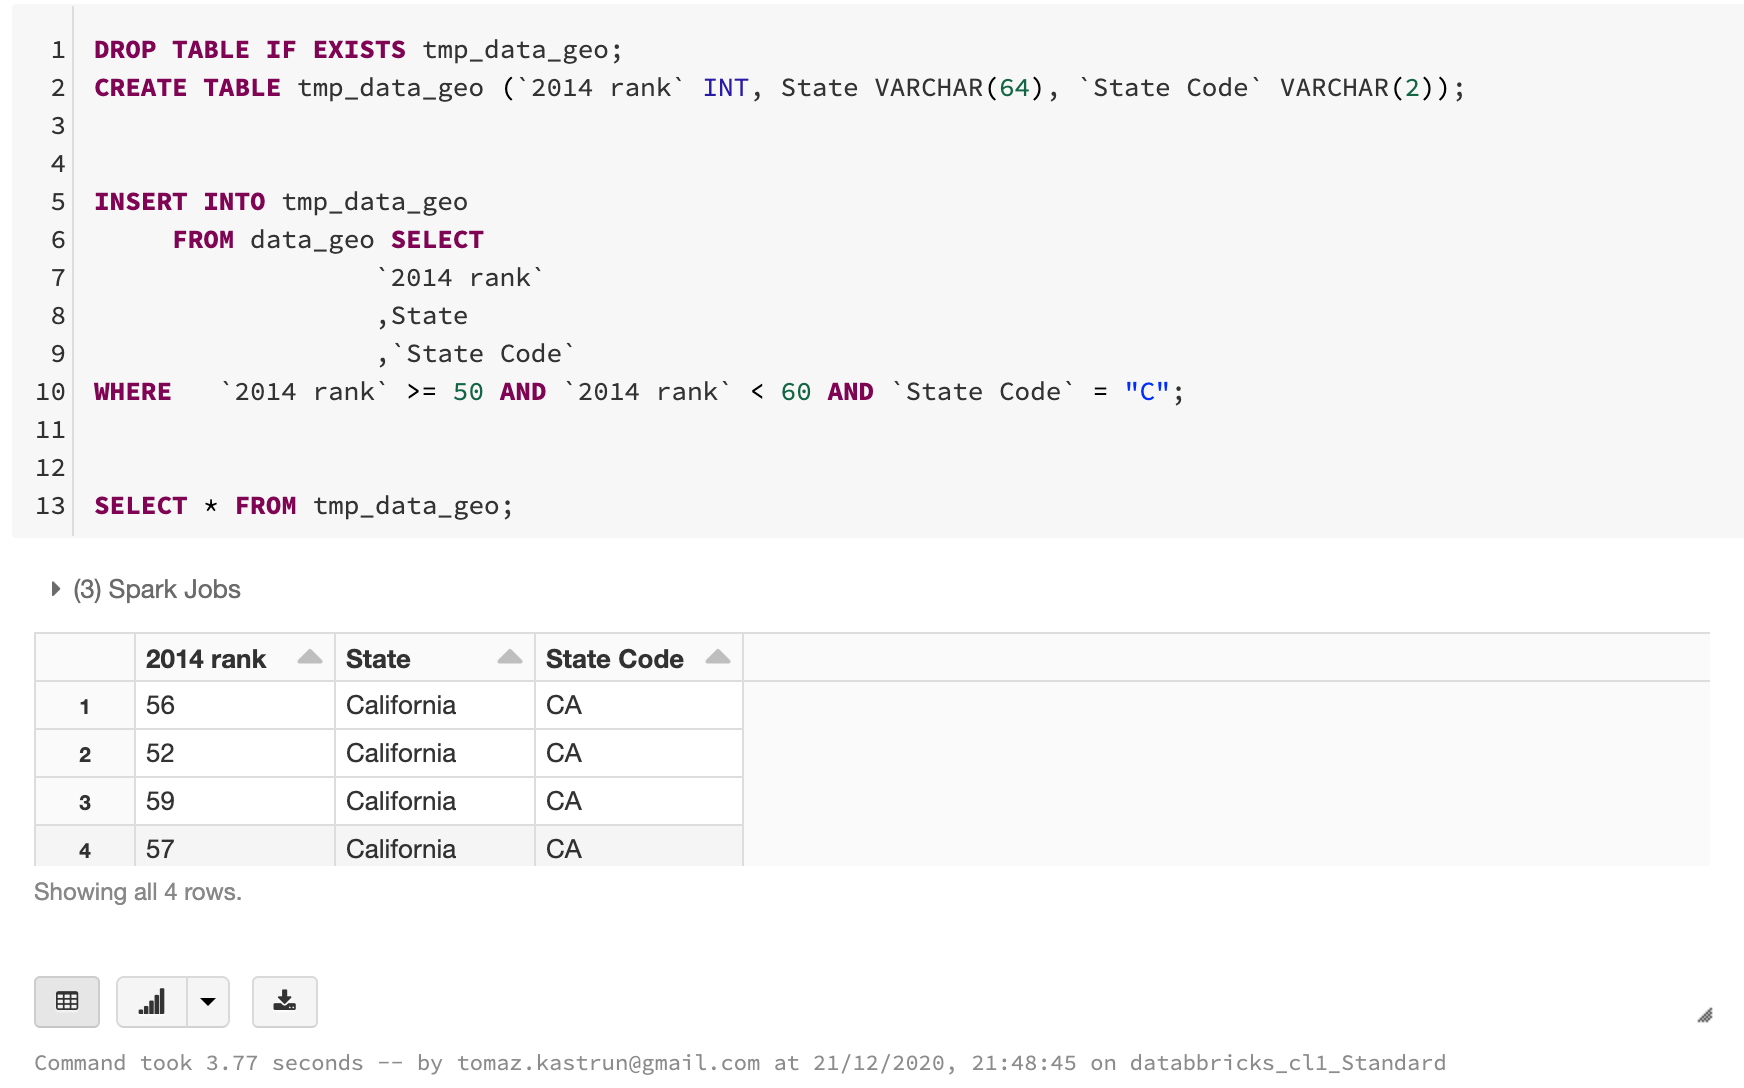 1 DROP TABLE IF EXISTS tmp_data_geo;
2 CREATE TABLE tmp_data_geo (`2014 rank` INT, State VARCHAR(64), `State Code` VARCHAR(2));
3
4
5 INSERT INTO tmp_data_geo
6 FROM data_geo SELECT
7 `2014 rank`
8 ,State
9 ,`State Code`
10 WHERE `2014 rank` >= 50 AND `2014 rank` < 60 AND `State Code` = "C";
11
12
13 SELECT * FROM tmp_data_geo;
(3) Spark Jobs
2014 rank State State Code
1 56 California CA
2 52 California CA
3 59 California CA
4 57 California CA
Showing all 4 rows.
Command took 3.77 seconds -- by tomaz.kastrun@gmail.com at 21/12/2020, 21:48:45 on databbricks_cl1_Standard